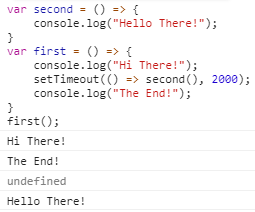 var second = () => {
console.log("Hello There!");
}
var first = () => {
console.log("Hi There!");
setTimeout(() => second(), 2000);
console.log("The End!");
}
first();
Hi There!
The End!
undefined
Hello There!